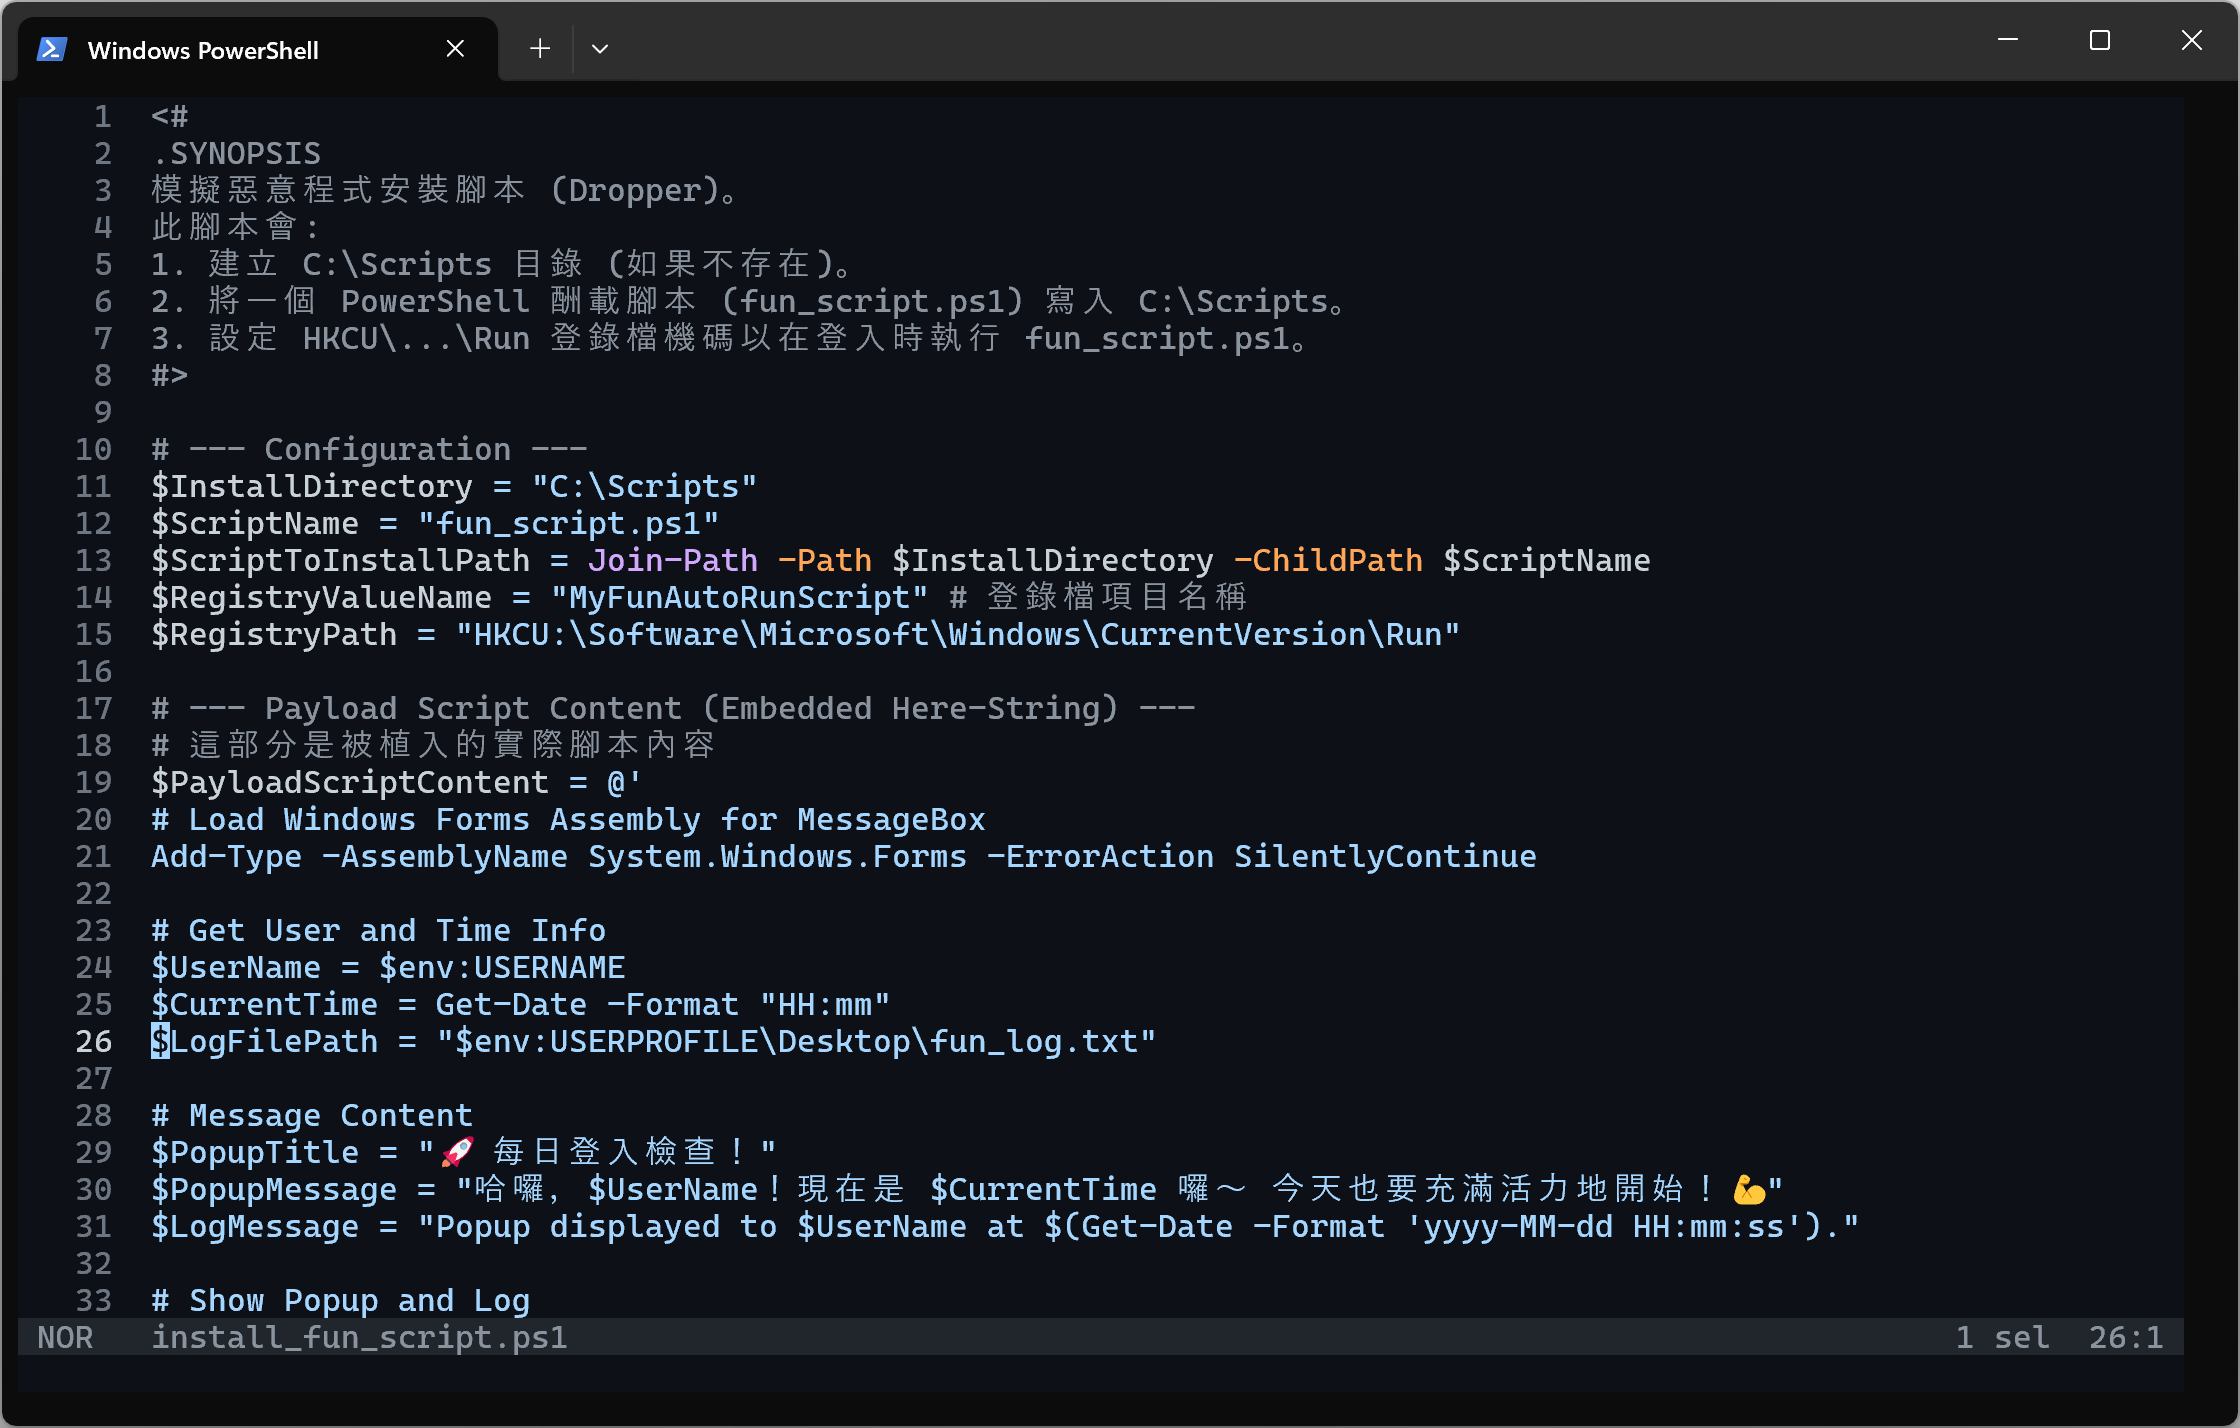 Windows PowerShell
1 <#
2 .SYNOPSIS
3 模擬惡意程式安裝腳本 (Dropper)。
4 此腳本會:
5 1. 建立 C:\Scripts 目錄 (如果不存在)。
6 2. 將一個 PowerShell 酬載腳本 (fun_script.ps1) 寫入 C:\Scripts。
7 3. 設定 HKCU\...\Run 登錄檔機碼以在登入時執行 fun_script.ps1。
8 #>
9
10 # --- Configuration ---
11 $InstallDirectory = "C:\Scripts"
12 $ScriptName = "fun_script.ps1"
13 $ScriptToInstallPath = Join-Path -Path $InstallDirectory -ChildPath $ScriptName
14 $RegistryValueName = "MyFunAutoRunScript" # 登錄檔項目名稱
15 $RegistryPath = "HKCU:\Software\Microsoft\Windows\CurrentVersion\Run"
16
17 # --- Payload Script Content (Embedded Here-String) ---
18 # 這部分是被植入的實際腳本內容
19 $PayloadScriptContent = @'
20 # Load Windows Forms Assembly for MessageBox
21 Add-Type -AssemblyName System.Windows.Forms -ErrorAction SilentlyContinue
22
23 # Get User and Time Info
24 $UserName = $env:USERNAME
25 $CurrentTime = Get-Date -Format "HH:mm"
26 $LogFilePath = "$env:USERPROFILE\Desktop\fun_log.txt"
27
28 # Message Content
29 $PopupTitle = "🚀 每日登入檢查！"
30 $PopupMessage = "哈囉, $UserName！現在是 $CurrentTime 囉～ 今天也要充滿活力地開始！💪"
31 $LogMessage = "Popup displayed to $UserName at $(Get-Date -Format 'yyyy-MM-dd HH:mm:ss')."
32
33 # Show Popup and Log
NOR install_fun_script.ps1 1 sel 26:1